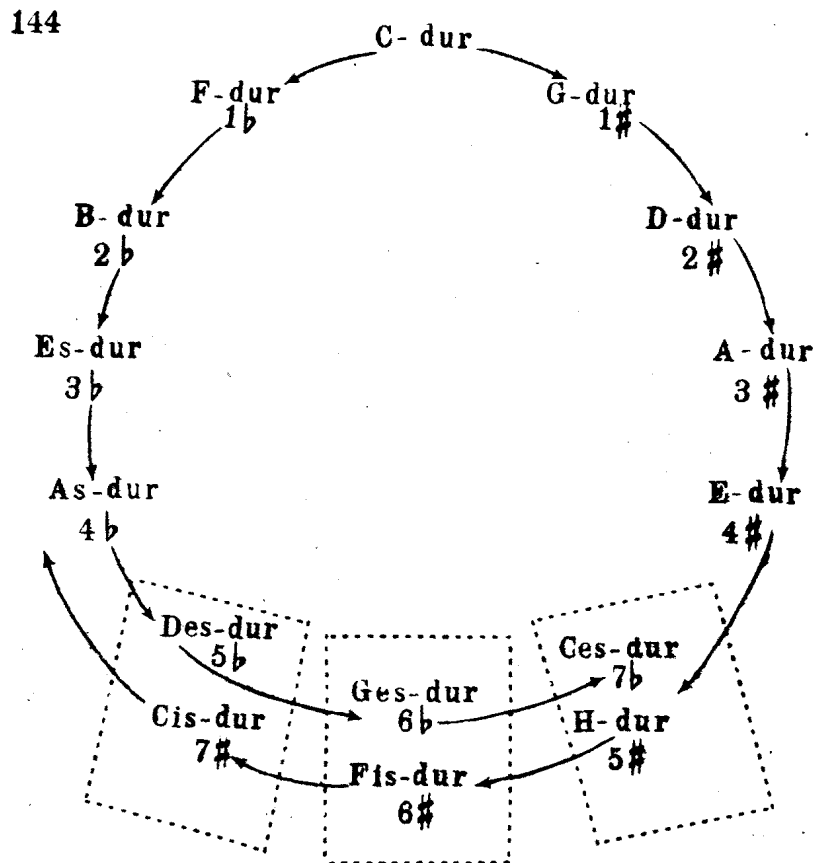 144
C-dur
F-dur
1♭
G-dur
1♯
B-dur
2♭
D-dur
2♯
Es-dur
3♭
A-dur
3♯
As-dur
4♭
E-dur
4♯
Des-dur
5♭
Ces-dur
7♭
Ges-dur
6♭
Cis-dur
7♯
H-dur
5♯
Fis-dur
6♯